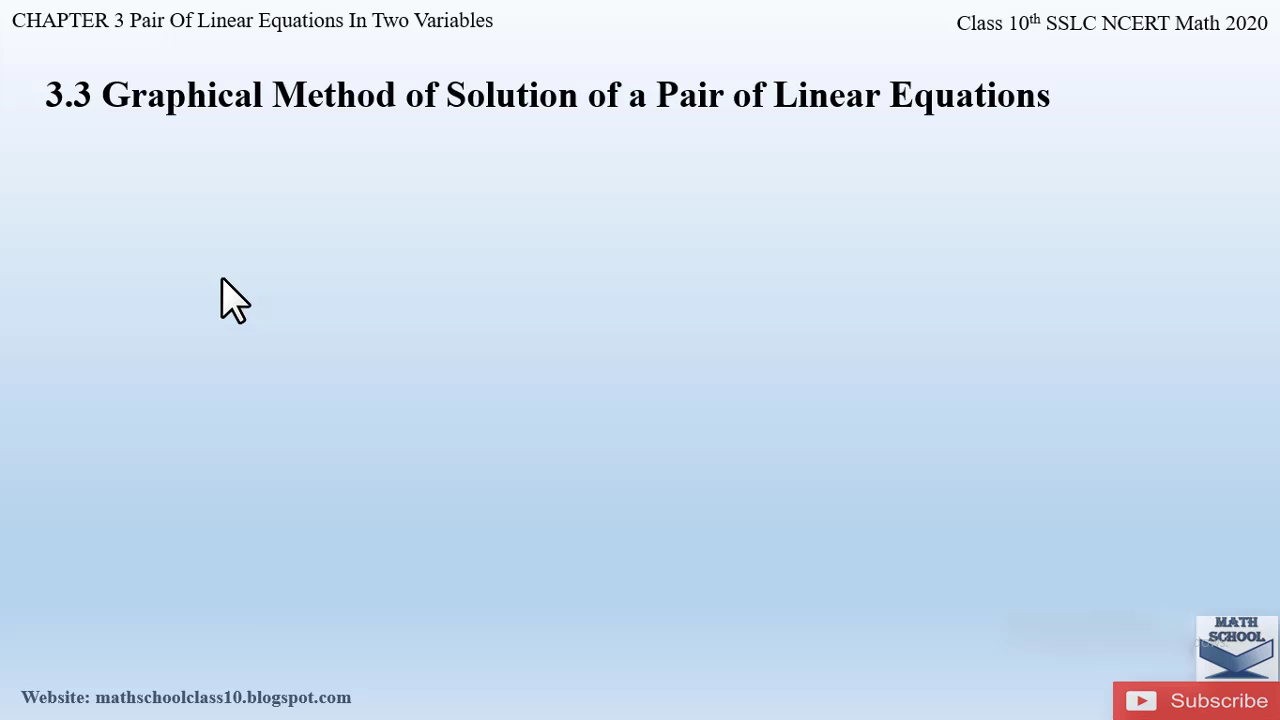 CHAPTER 3 Pair Of Linear Equations In Two Variables
Class 10th SSLC NCERT Math 2020
3.3 Graphical Method of Solution of a Pair of Linear Equations
MATH
SCHOOL
Website: mathschoolclass10.blogspot.com
Subscribe